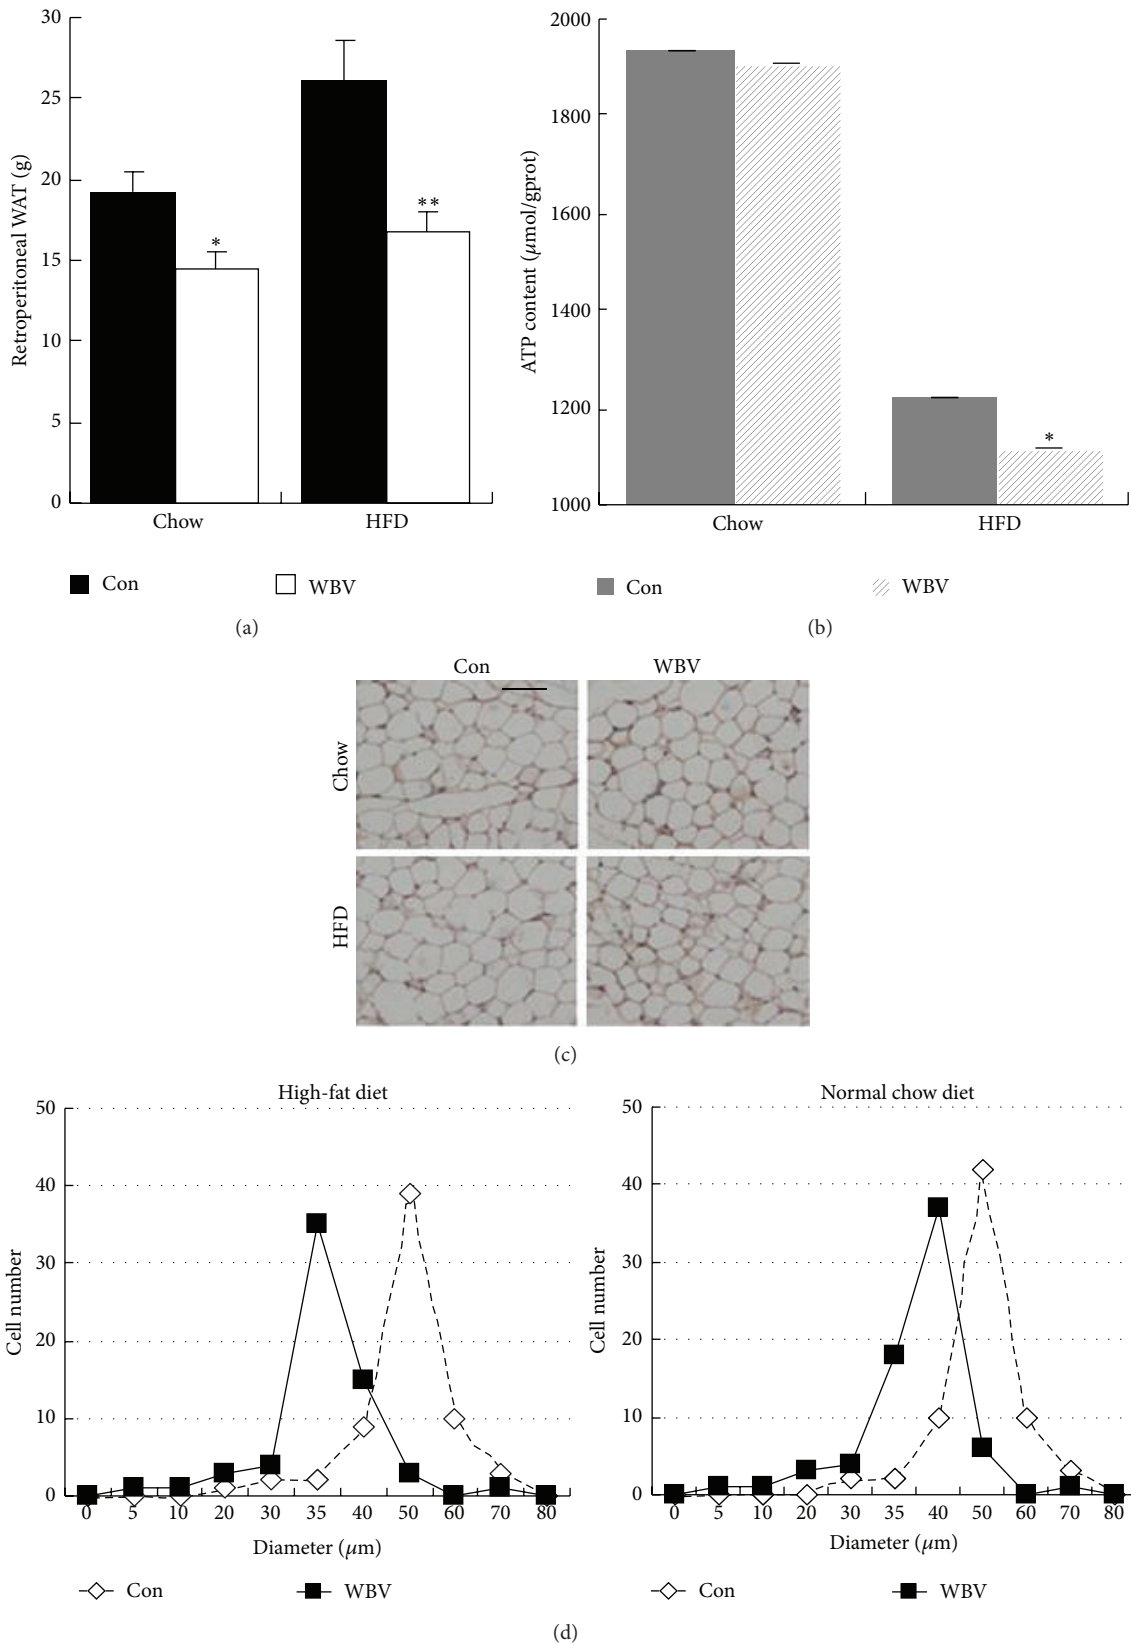 30
25
20
15
10
5
0
Retroperitoneal WAT (g)
*
**
Chow
HFD
Con
WBV
(a)
2000
1800
1600
1400
1200
1000
ATP content (μmol/gprot)
*
Chow
HFD
Con
WBV
(b)
Con
WBV
Chow
HFD
(c)
High-fat diet
50
40
30
20
10
0
Cell number
0 5 10 20 30 35 40 50 60 70 80
Diameter (μm)
Con
WBV
Normal chow diet
50
40
30
20
10
0
Cell number
0 5 10 20 30 35 40 50 60 70 80
Diameter (μm)
Con
WBV
(d)